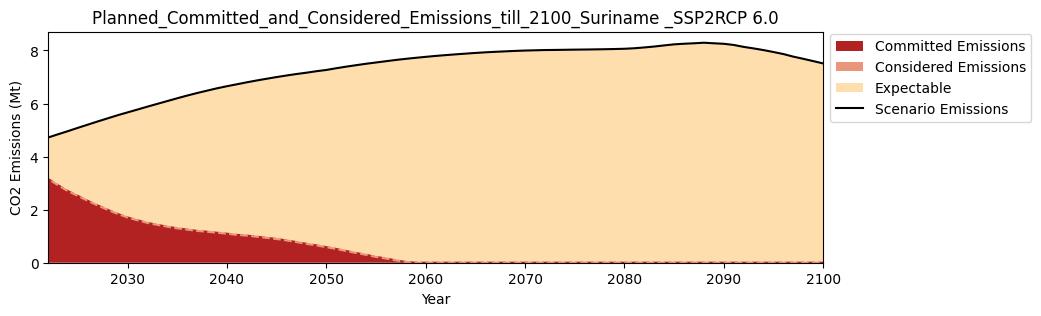 Planned_Committed_and_Considered_Emissions_till_2100_Suriname _SSP2RCP 6.0
Committed Emissions
Considered Emissions
Expectable
Scenario Emissions
CO2 Emissions (Mt)
8
6
4
2
0
2030 2040 2050 2060 2070 2080 2090 2100
Year